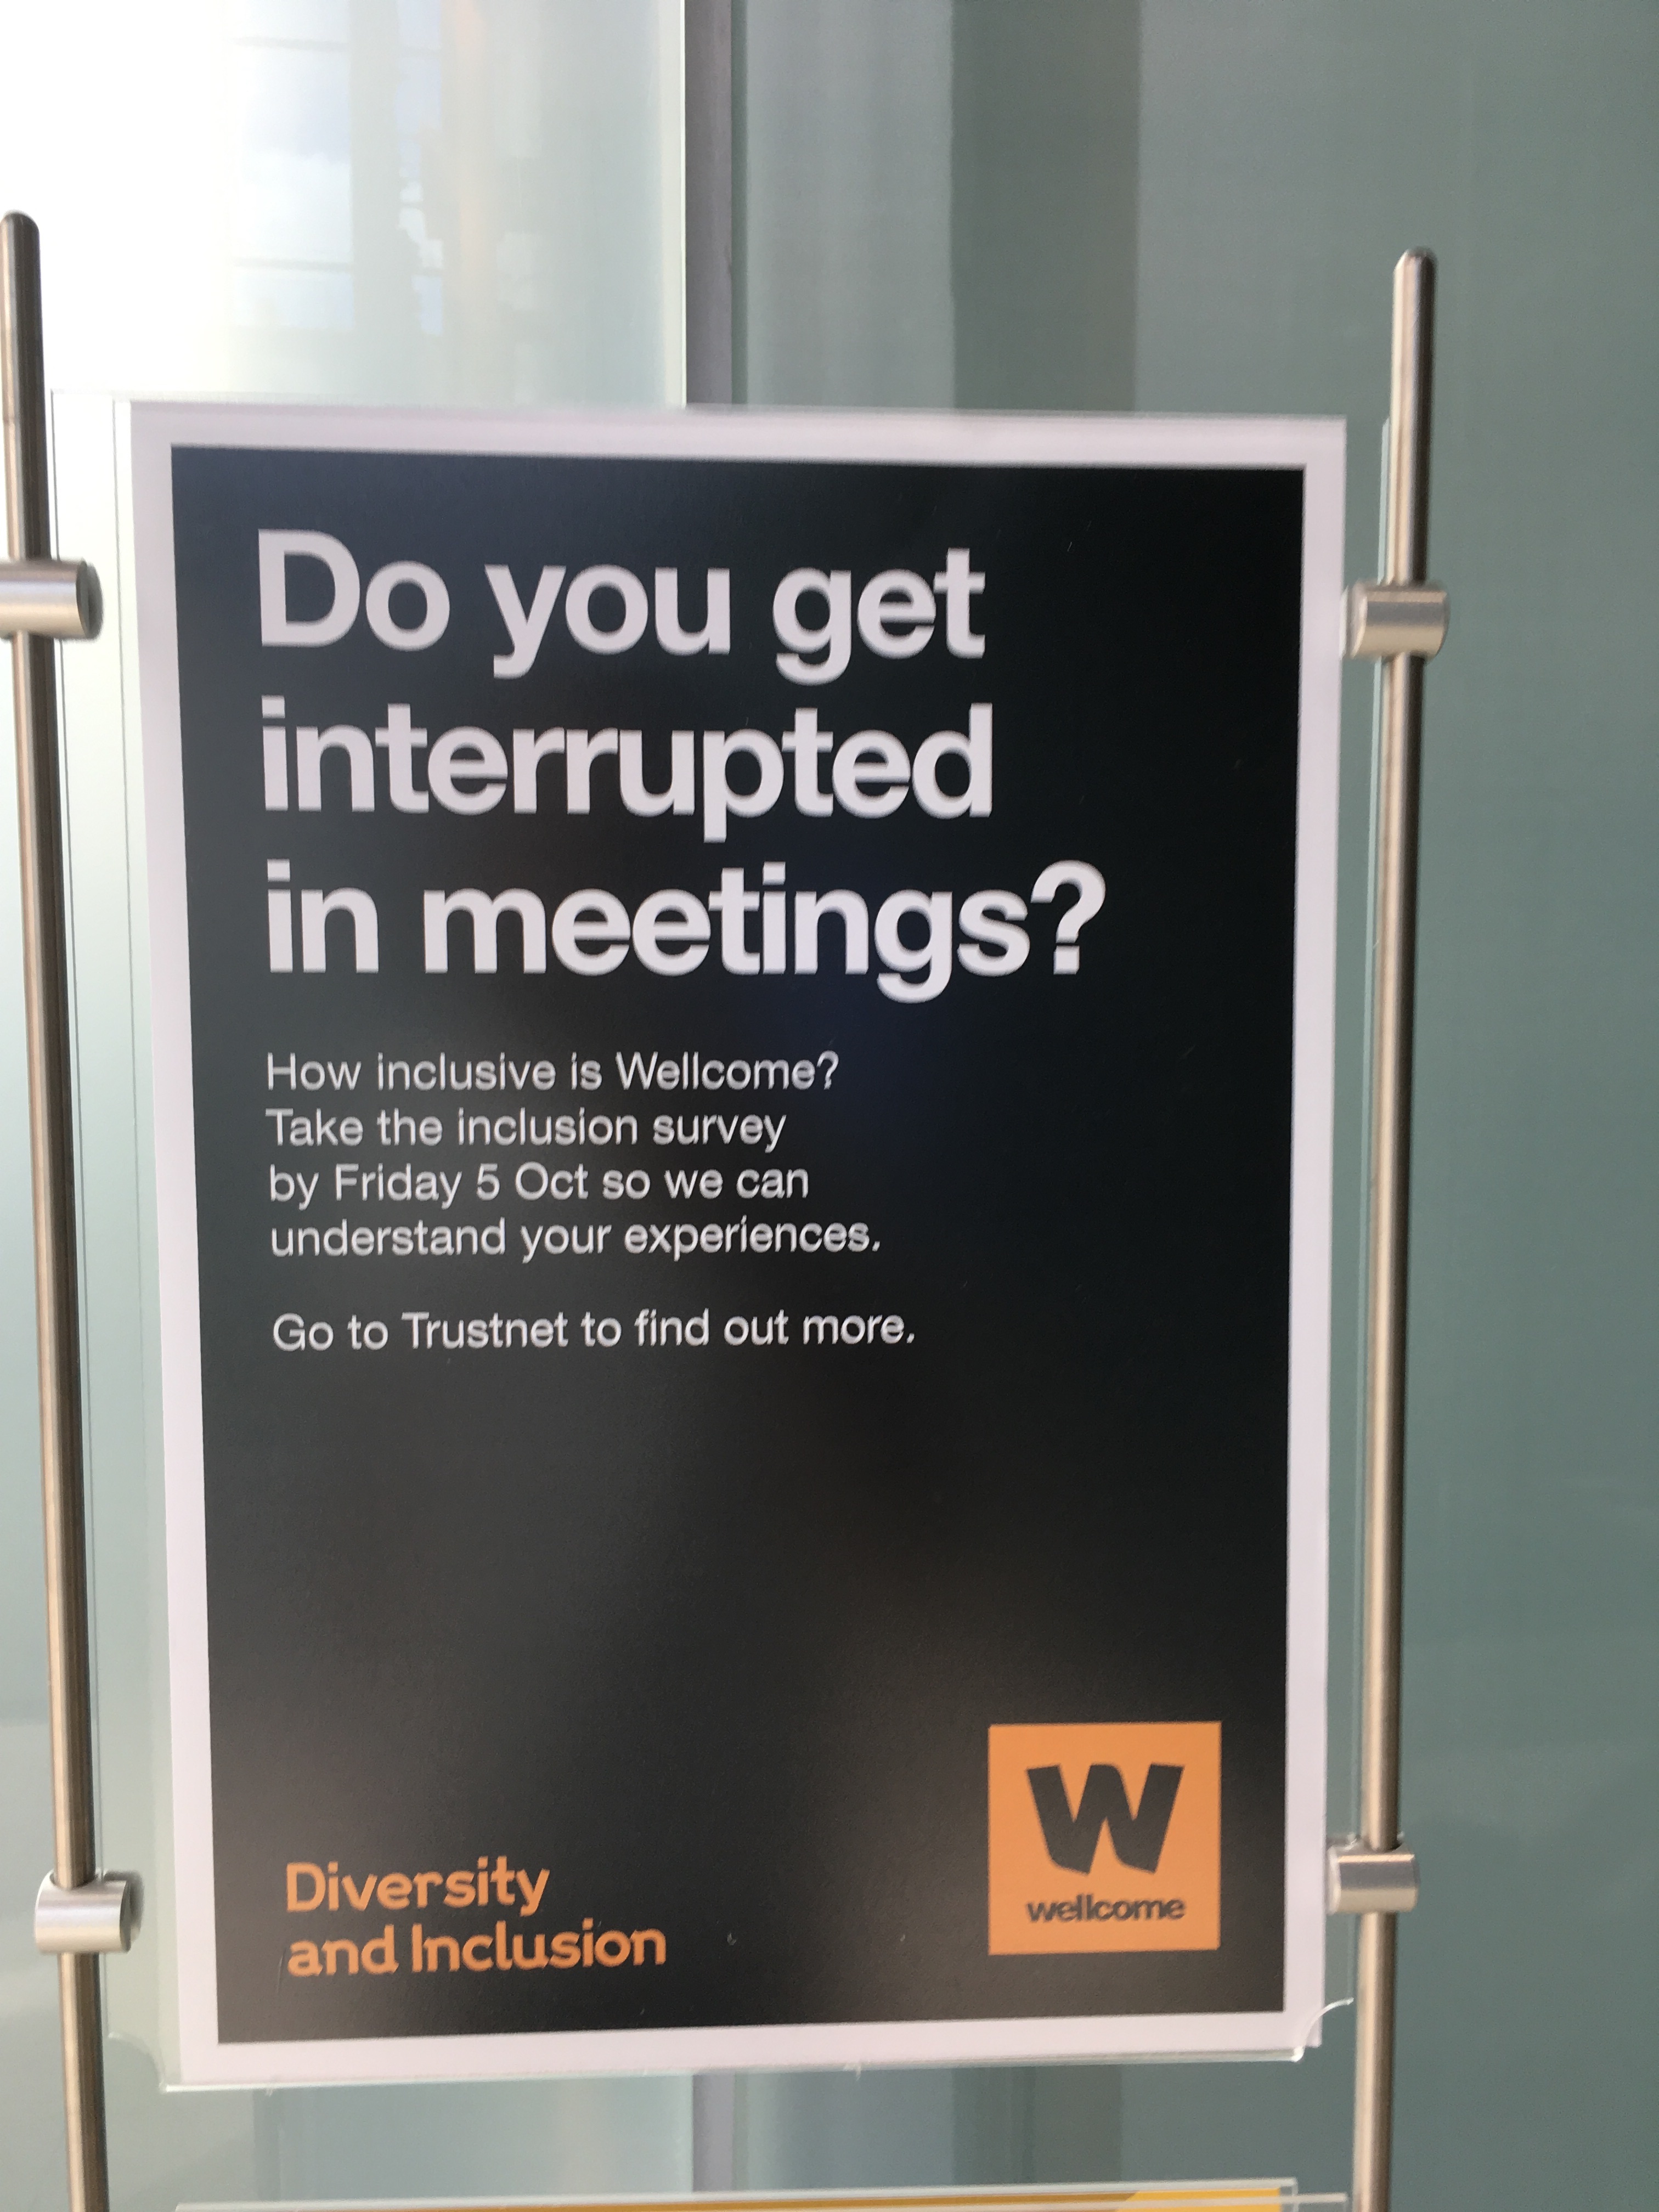 Do you get
interrupted
in meetings?
How inclusive is Wellcome?
Take the inclusion survey
by Friday 5 Oct so we can
understand your experiences.
Go to Trustnet to find out more.
Diversity
and Inclusion
W
wellcome